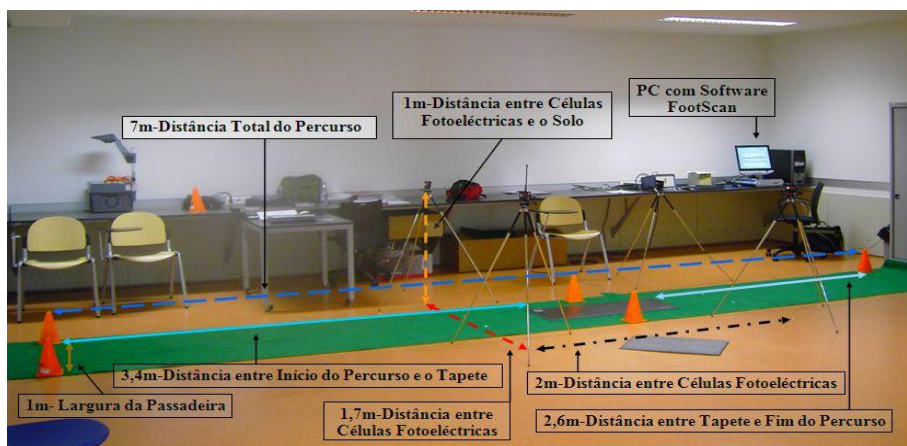 PC com Software
FootScan
1m-Distância entre Células
Fotoeléctricas e o Solo
7m-Distância Total do Percurso
3,4m-Distância entre Início do Percurso e o Tapete
2m-Distância entre Células Fotoeléctricas
1m- Largura da Passadeira
1,7m-Distância entre
Células Fotoeléctricas
2,6m-Distância entre Tapete e Fim do Percurso